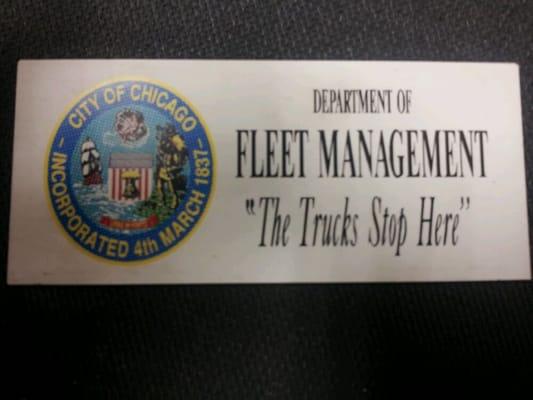 CITY OF CHICAGO
INCORPORATED 4th MARCH 1837
DEPARTMENT OF
FLEET MANAGEMENT
"The Trucks Stop Here"